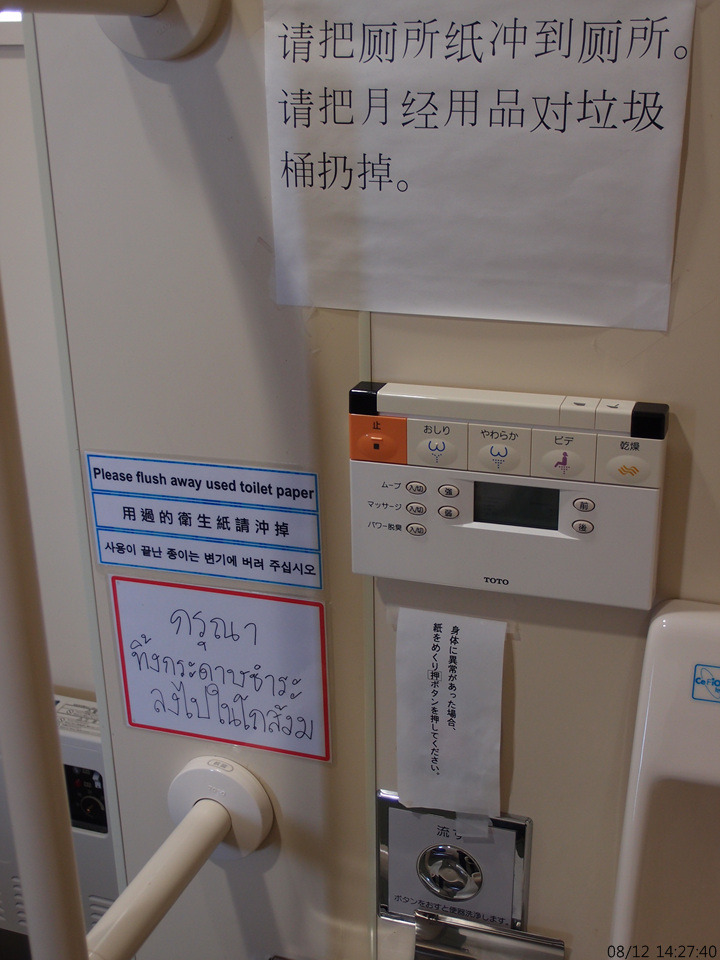 请把厕所纸冲到厕所。
请把月经用品对垃圾
桶扔掉。
止
おしり
やわらか
ビデ
乾燥
ムーブ 入/切 強
マッサージ 入/切 弱
パワー脱臭 入/切
前
後
TOTO
Please flush away used toilet paper
用過的衛生紙請沖掉
사용이 끝난 종이는 변기에 버려 주십시오
กรุณา
ทิ้งกระดาษชำระ
ลงไปในโถส้วม
身体に異常があった場合、
紙をめくり押ボタンを押してください。
流す
ボタンをおすと便器洗浄します。
08/12 14:27:40